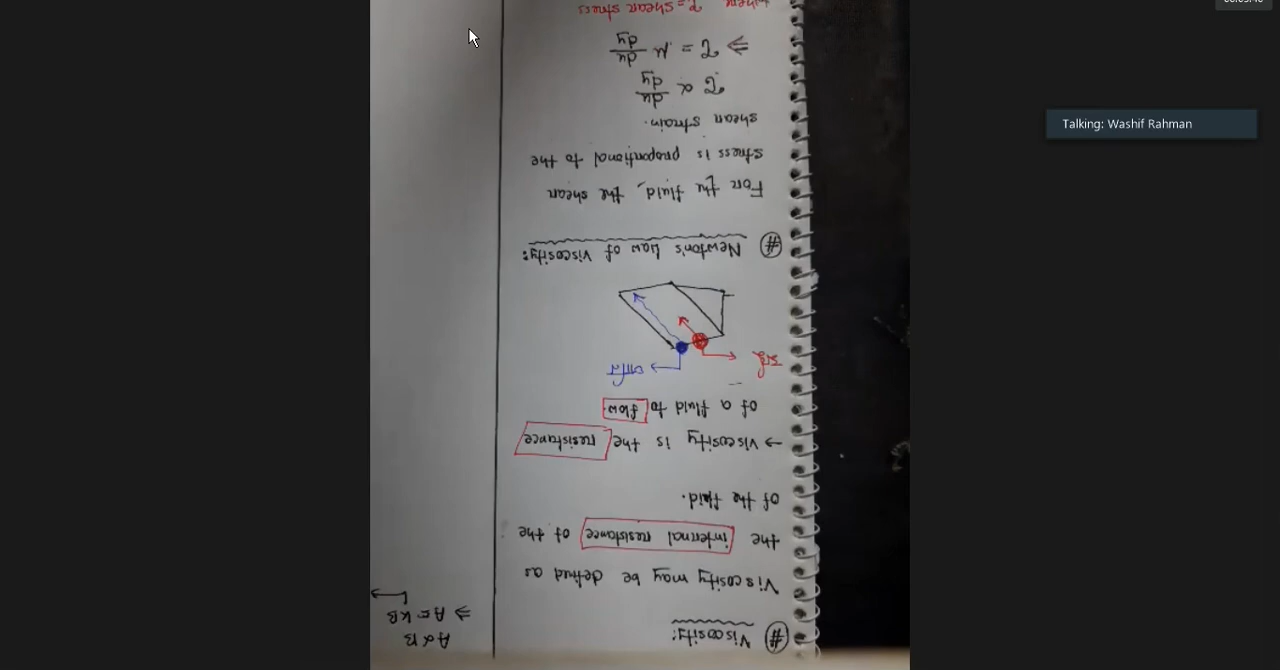 Talking: Washif Rahman
# Viscosity:
Viscosity may be defined as
the internal resistance of the
of the fluid.
→ Viscosity is the resistance
of a fluid to flow.
পানি
মধু
# Newton's Law of Viscosity:
For the fluid, the shear
stress is proportional to the
shear strain.
τ α du/dy
⇒ τ = μ du/dy
where τ = shear stress
A α B
⇒ A = KB